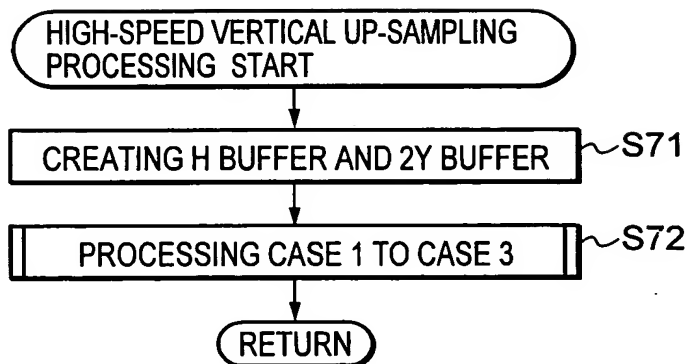 HIGH-SPEED VERTICAL UP-SAMPLING
PROCESSING START
CREATING H BUFFER AND 2Y BUFFER
S71
PROCESSING CASE 1 TO CASE 3
S72
RETURN